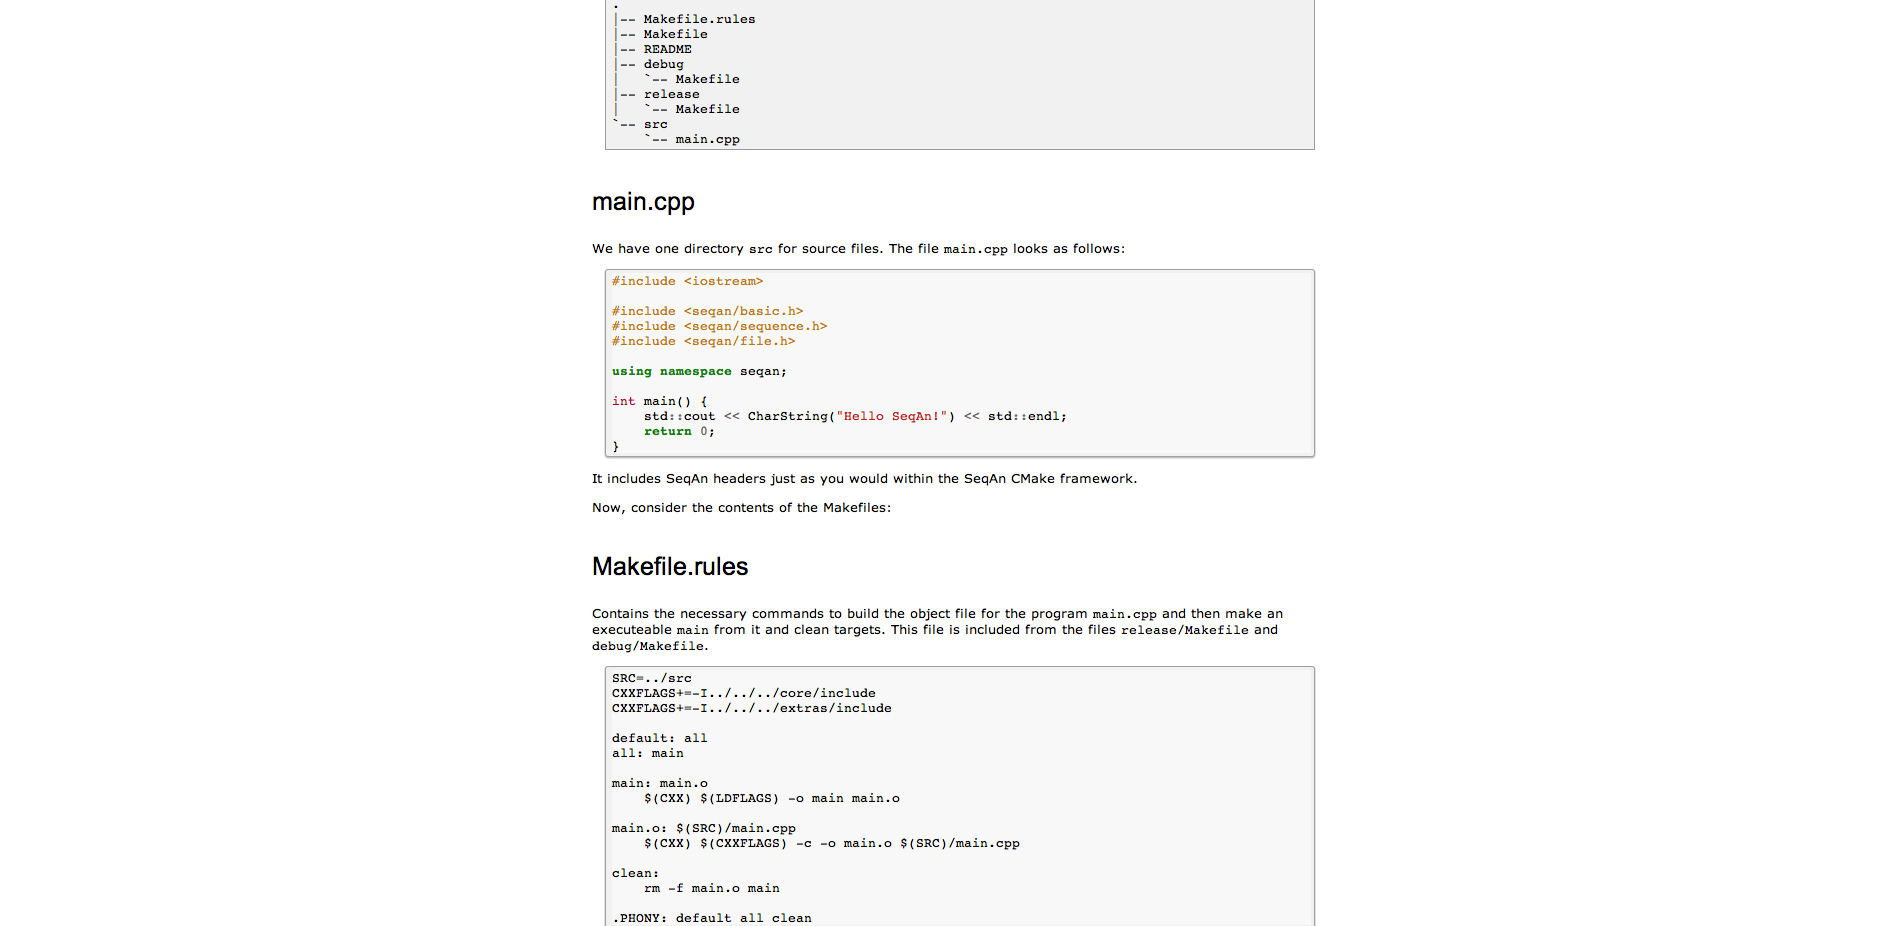 .
|-- Makefile.rules
|-- Makefile
|-- README
|-- debug
|   `-- Makefile
|-- release
|   `-- Makefile
`-- src
    `-- main.cpp
main.cpp
We have one directory src for source files. The file main.cpp looks as follows:
#include <iostream>
#include <seqan/basic.h>
#include <seqan/sequence.h>
#include <seqan/file.h>
using namespace seqan;
int main() {
    std::cout << CharString("Hello SeqAn!") << std::endl;
    return 0;
}
It includes SeqAn headers just as you would within the SeqAn CMake framework.
Now, consider the contents of the Makefiles:
Makefile.rules
Contains the necessary commands to build the object file for the program main.cpp and then make an
executeable main from it and clean targets. This file is included from the files release/Makefile and
debug/Makefile.
SRC=../src
CXXFLAGS+=-I../../../core/include
CXXFLAGS+=-I../../../extras/include
default: all
all: main
main: main.o
    $(CXX) $(LDFLAGS) -o main main.o
main.o: $(SRC)/main.cpp
    $(CXX) $(CXXFLAGS) -c -o main.o $(SRC)/main.cpp
clean:
    rm -f main.o main
.PHONY: default all clean